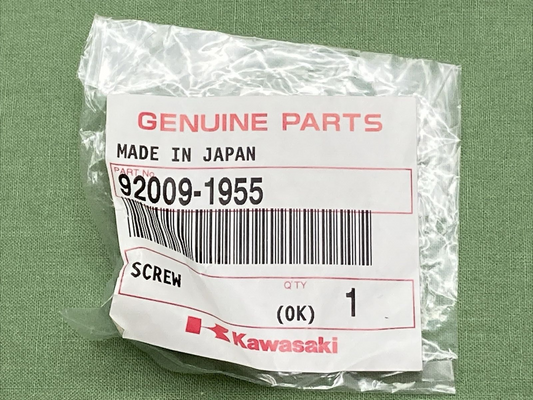 GENUINE PARTS
MADE IN JAPAN
PART No.
92009-1955
SCREW
Q'TY
(OK) 1
Kawasaki